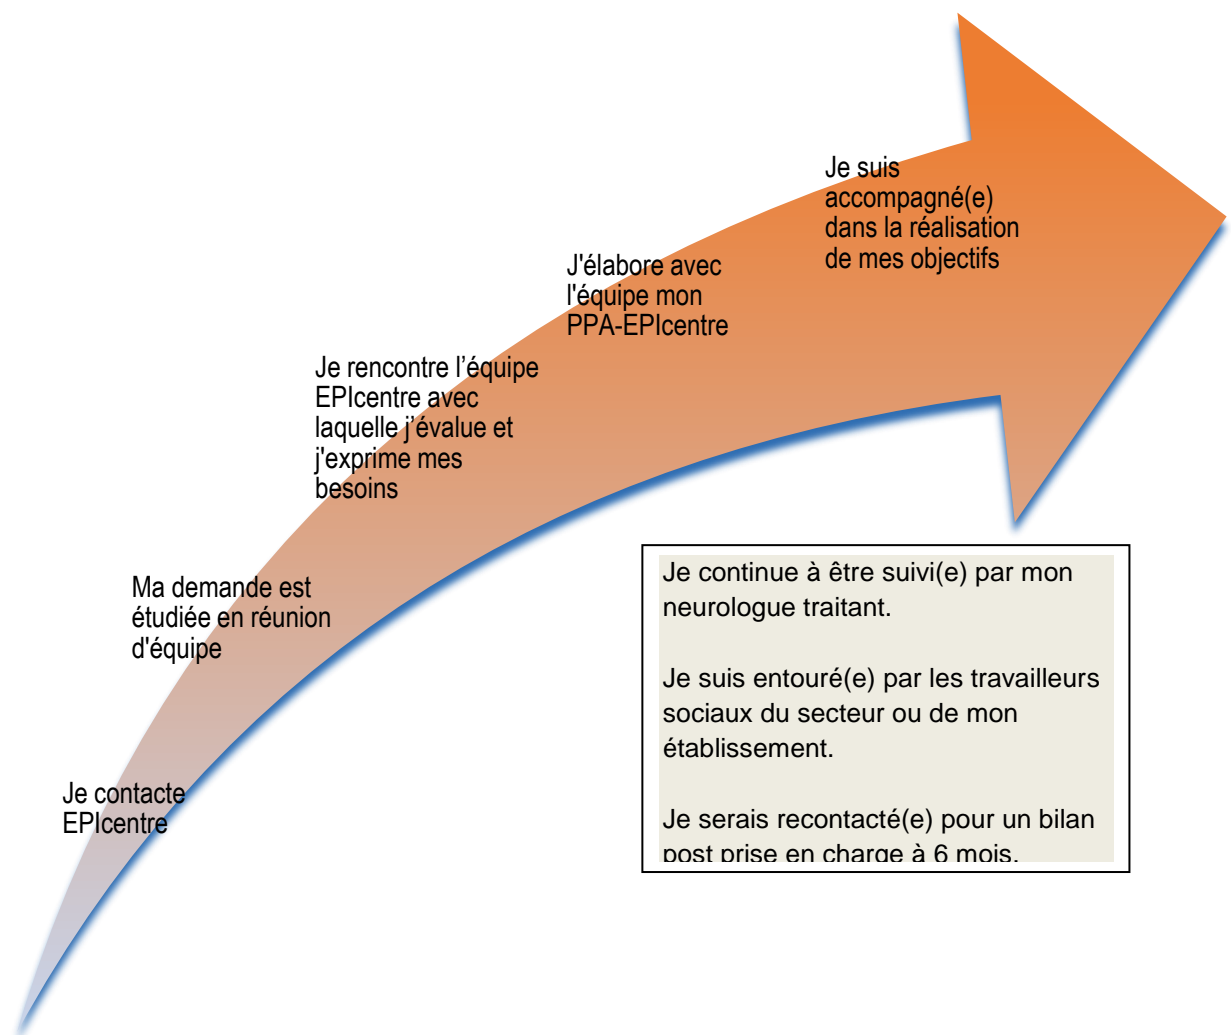 Je suis
accompagné(e)
dans la réalisation
de mes objectifs
J'élabore avec
l'équipe mon
PPA-EPIcentre
Je rencontre l’équipe
EPIcentre avec
laquelle j’évalue et
j'exprime mes
besoins
Ma demande est
étudiée en réunion
d'équipe
Je contacte
EPIcentre
Je continue à être suivi(e) par mon
neurologue traitant.
Je suis entouré(e) par les travailleurs
sociaux du secteur ou de mon
établissement.
Je serais recontacté(e) pour un bilan
post prise en charge à 6 mois.